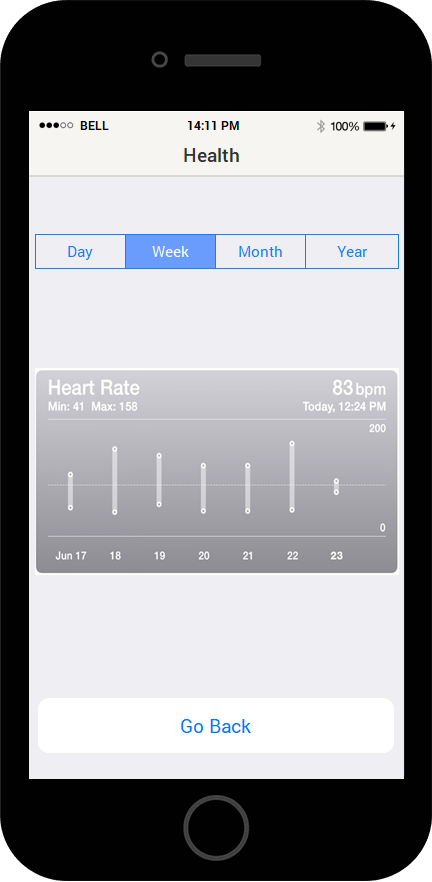 BELL 14:11 PM 100%
Health
Day Week Month Year
Heart Rate 83 bpm
Min: 41 Max: 158 Today, 12:24 PM
200
0
Jun 17 18 19 20 21 22 23
Go Back